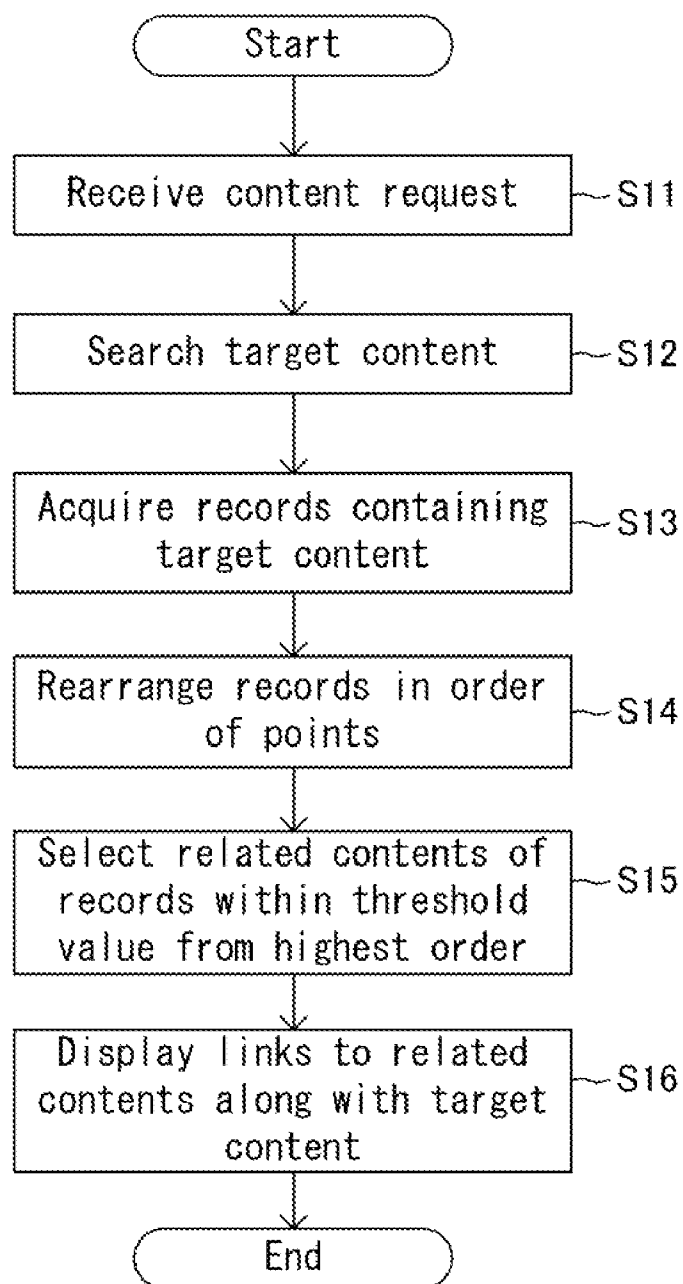 Start
Receive content request
S11
Search target content
S12
Acquire records containing
target content
S13
Rearrange records in order
of points
S14
Select related contents of
records within threshold
value from highest order
S15
Display links to related
contents along with target
content
S16
End